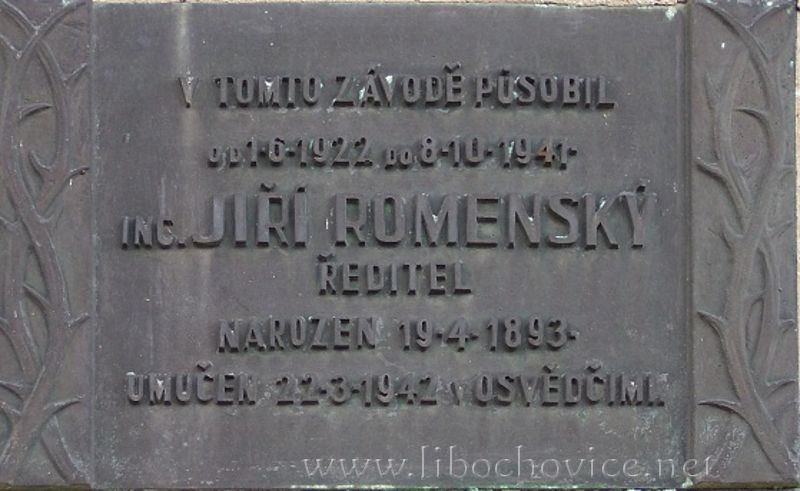 V TOMTO ZÁVODĚ PŮSOBIL
OD 1·6·1922 DO 8·10·1941·
ING. JIŘÍ ROMENSKÝ
ŘEDITEL
NAROZEN 19·4·1893·
UMUČEN 22·3·1942 V OSVĚDČIMI.
www.libochovice.net